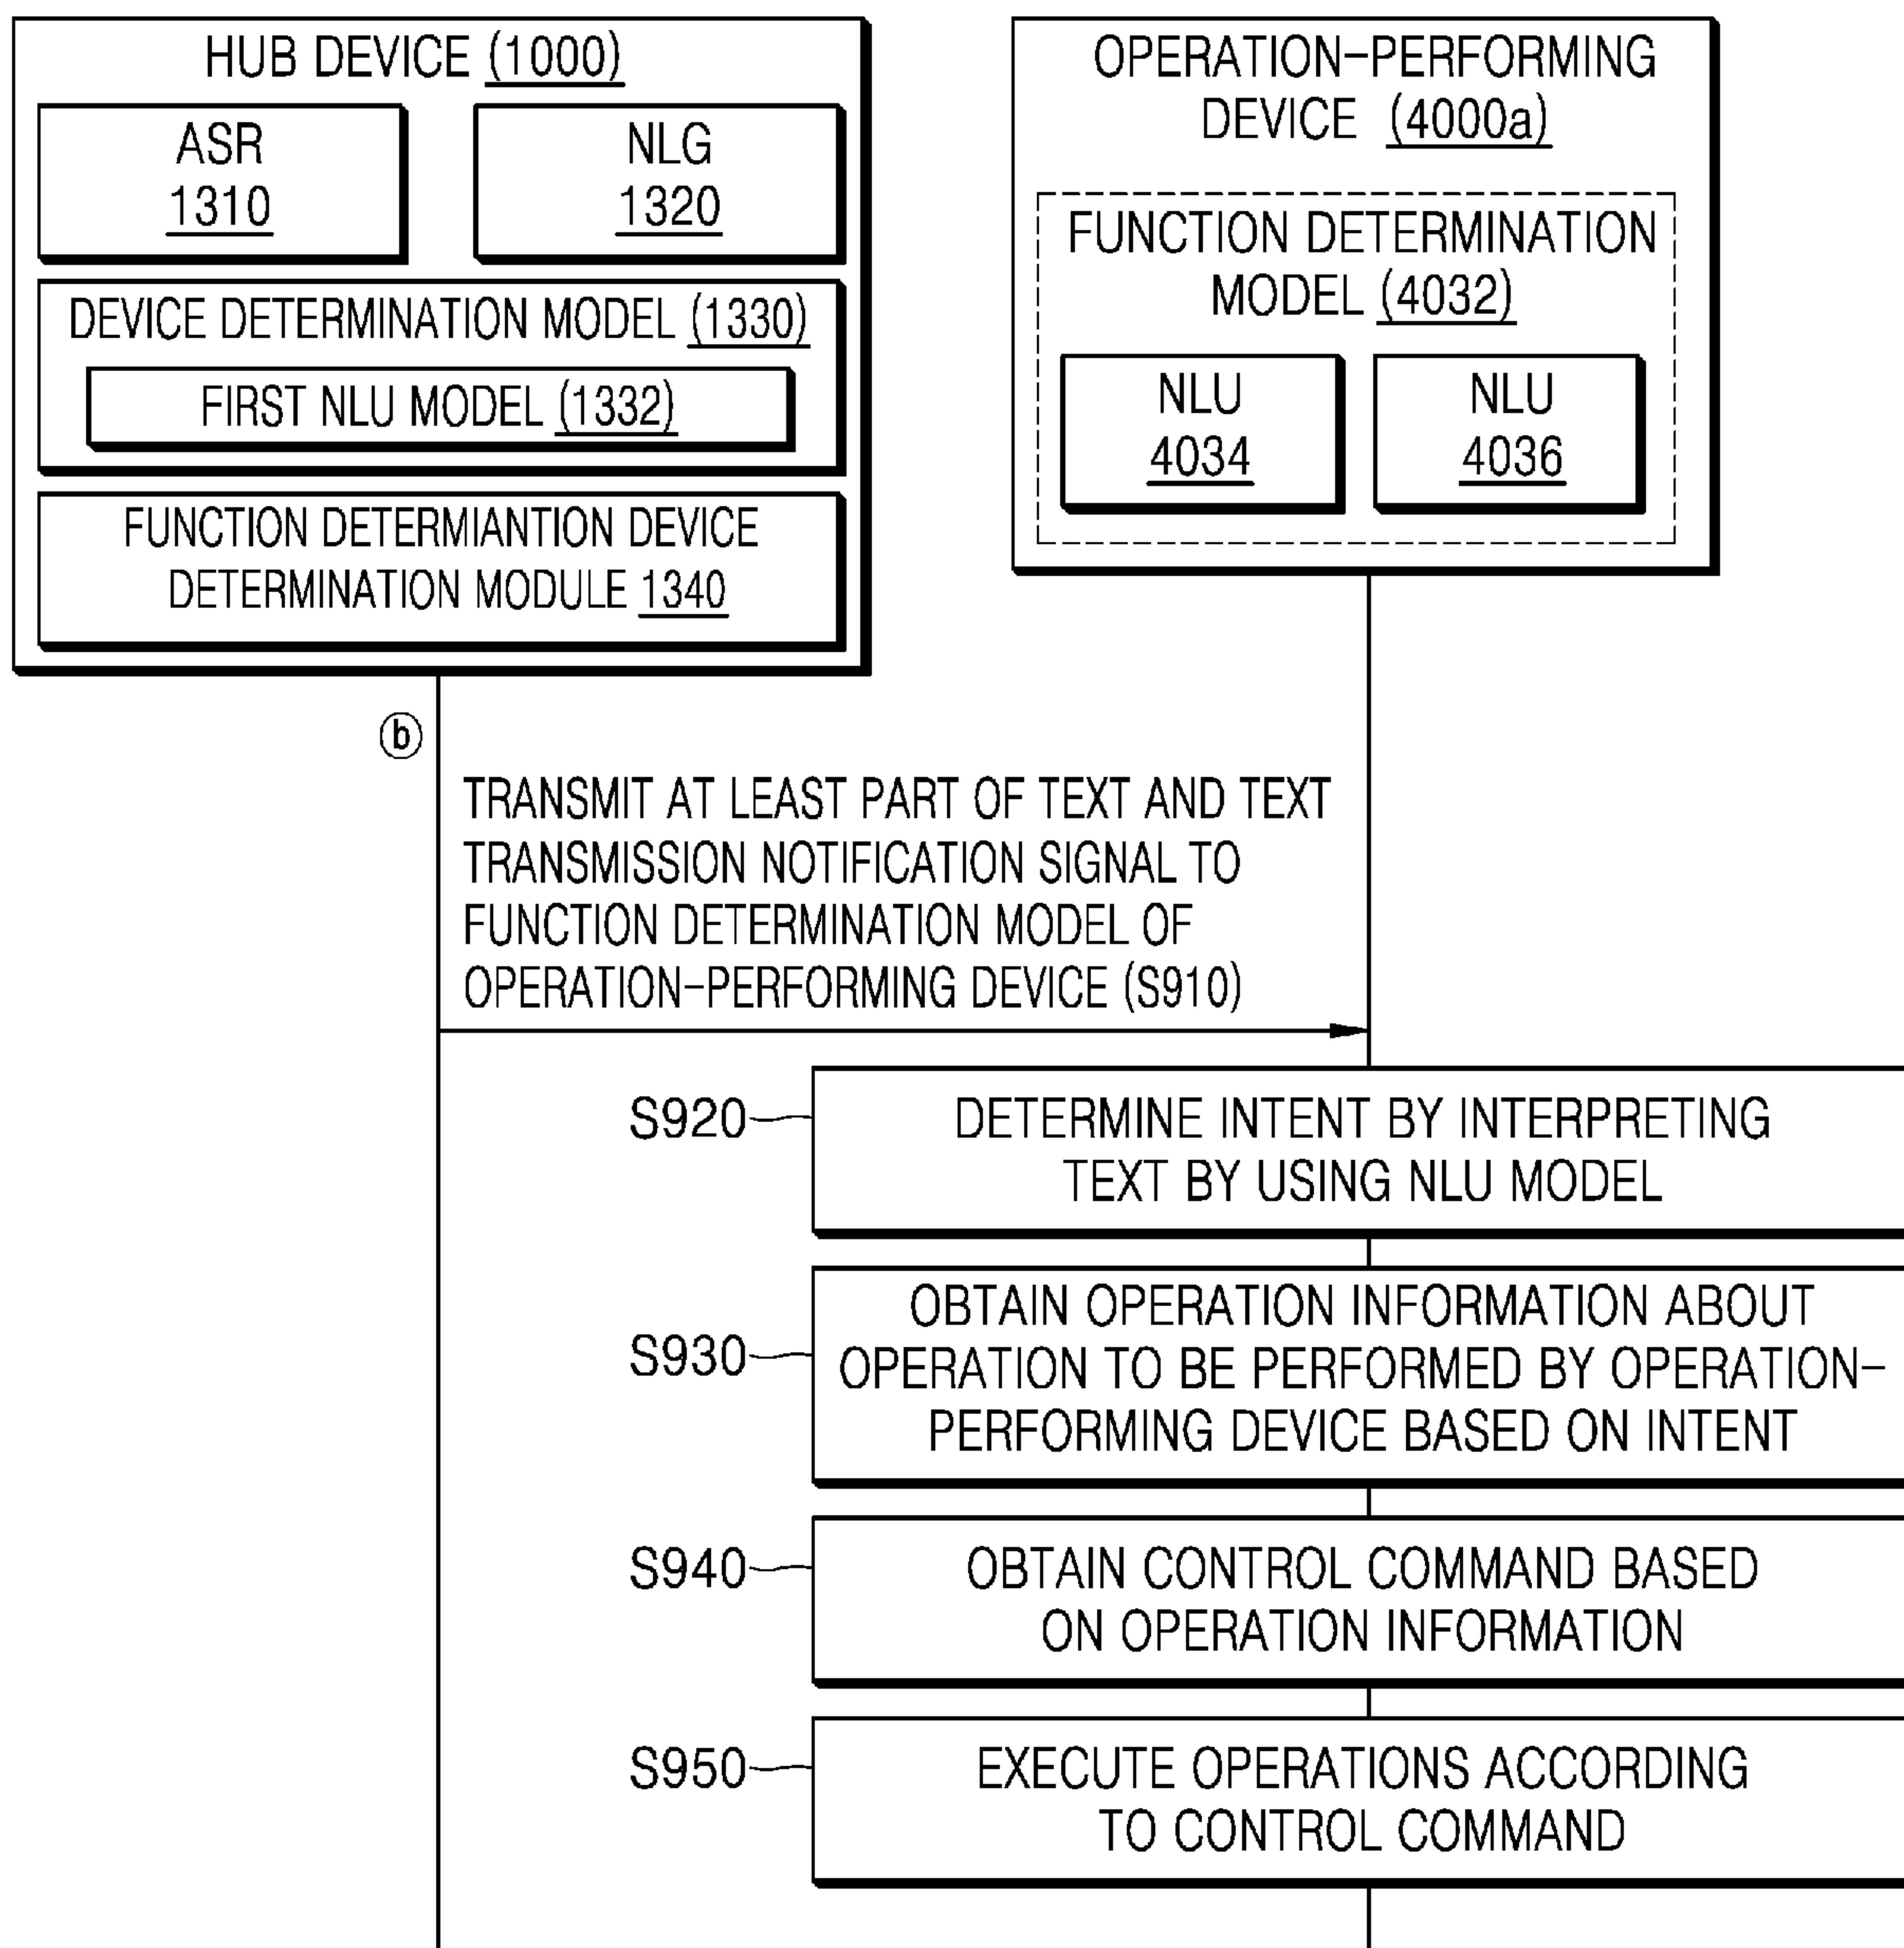 HUB DEVICE (1000)
ASR
1310
NLG
1320
DEVICE DETERMINATION MODEL (1330)
FIRST NLU MODEL (1332)
FUNCTION DETERMIANTION DEVICE
DETERMINATION MODULE 1340
OPERATION-PERFORMING
DEVICE (4000a)
FUNCTION DETERMINATION
MODEL (4032)
NLU
4034
NLU
4036
ⓑ
TRANSMIT AT LEAST PART OF TEXT AND TEXT
TRANSMISSION NOTIFICATION SIGNAL TO
FUNCTION DETERMINATION MODEL OF
OPERATION-PERFORMING DEVICE (S910)
S920
DETERMINE INTENT BY INTERPRETING
TEXT BY USING NLU MODEL
S930
OBTAIN OPERATION INFORMATION ABOUT
OPERATION TO BE PERFORMED BY OPERATION-
PERFORMING DEVICE BASED ON INTENT
S940
OBTAIN CONTROL COMMAND BASED
ON OPERATION INFORMATION
S950
EXECUTE OPERATIONS ACCORDING
TO CONTROL COMMAND